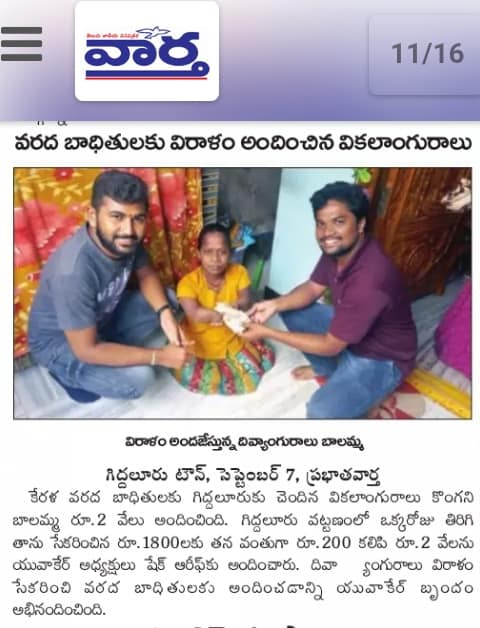 వార్త
11/16
వరద బాధితులకు విరాళం అందించిన వికలాంగురాలు
విరాళం అందజేస్తున్న దివ్యాంగురాలు బాలమ్మ
గిద్దలూరు టౌన్, సెప్టెంబర్ 7, ప్రభాతవార్త
కేరళ వరద బాధితులకు గిద్దలూరుకు చెందిన వికలాంగురాలు కొంగని
బాలమ్మ రూ.2 వేలు అందించింది. గిద్దలూరు పట్టణంలో ఒక్కరోజు తిరిగి
తాను సేకరించిన రూ.1800లకు తన వంతుగా రూ.200 కలిపి రూ.2 వేలను
యువాకేర్ అధ్యక్షులు షేక్ ఆరీఫ్‌కు అందించారు. దివా యంగురాలు విరాళం
సేకరించి వరద బాధితులకు అందించడాన్ని యువాకేర్ బృందం
అభినందించింది.